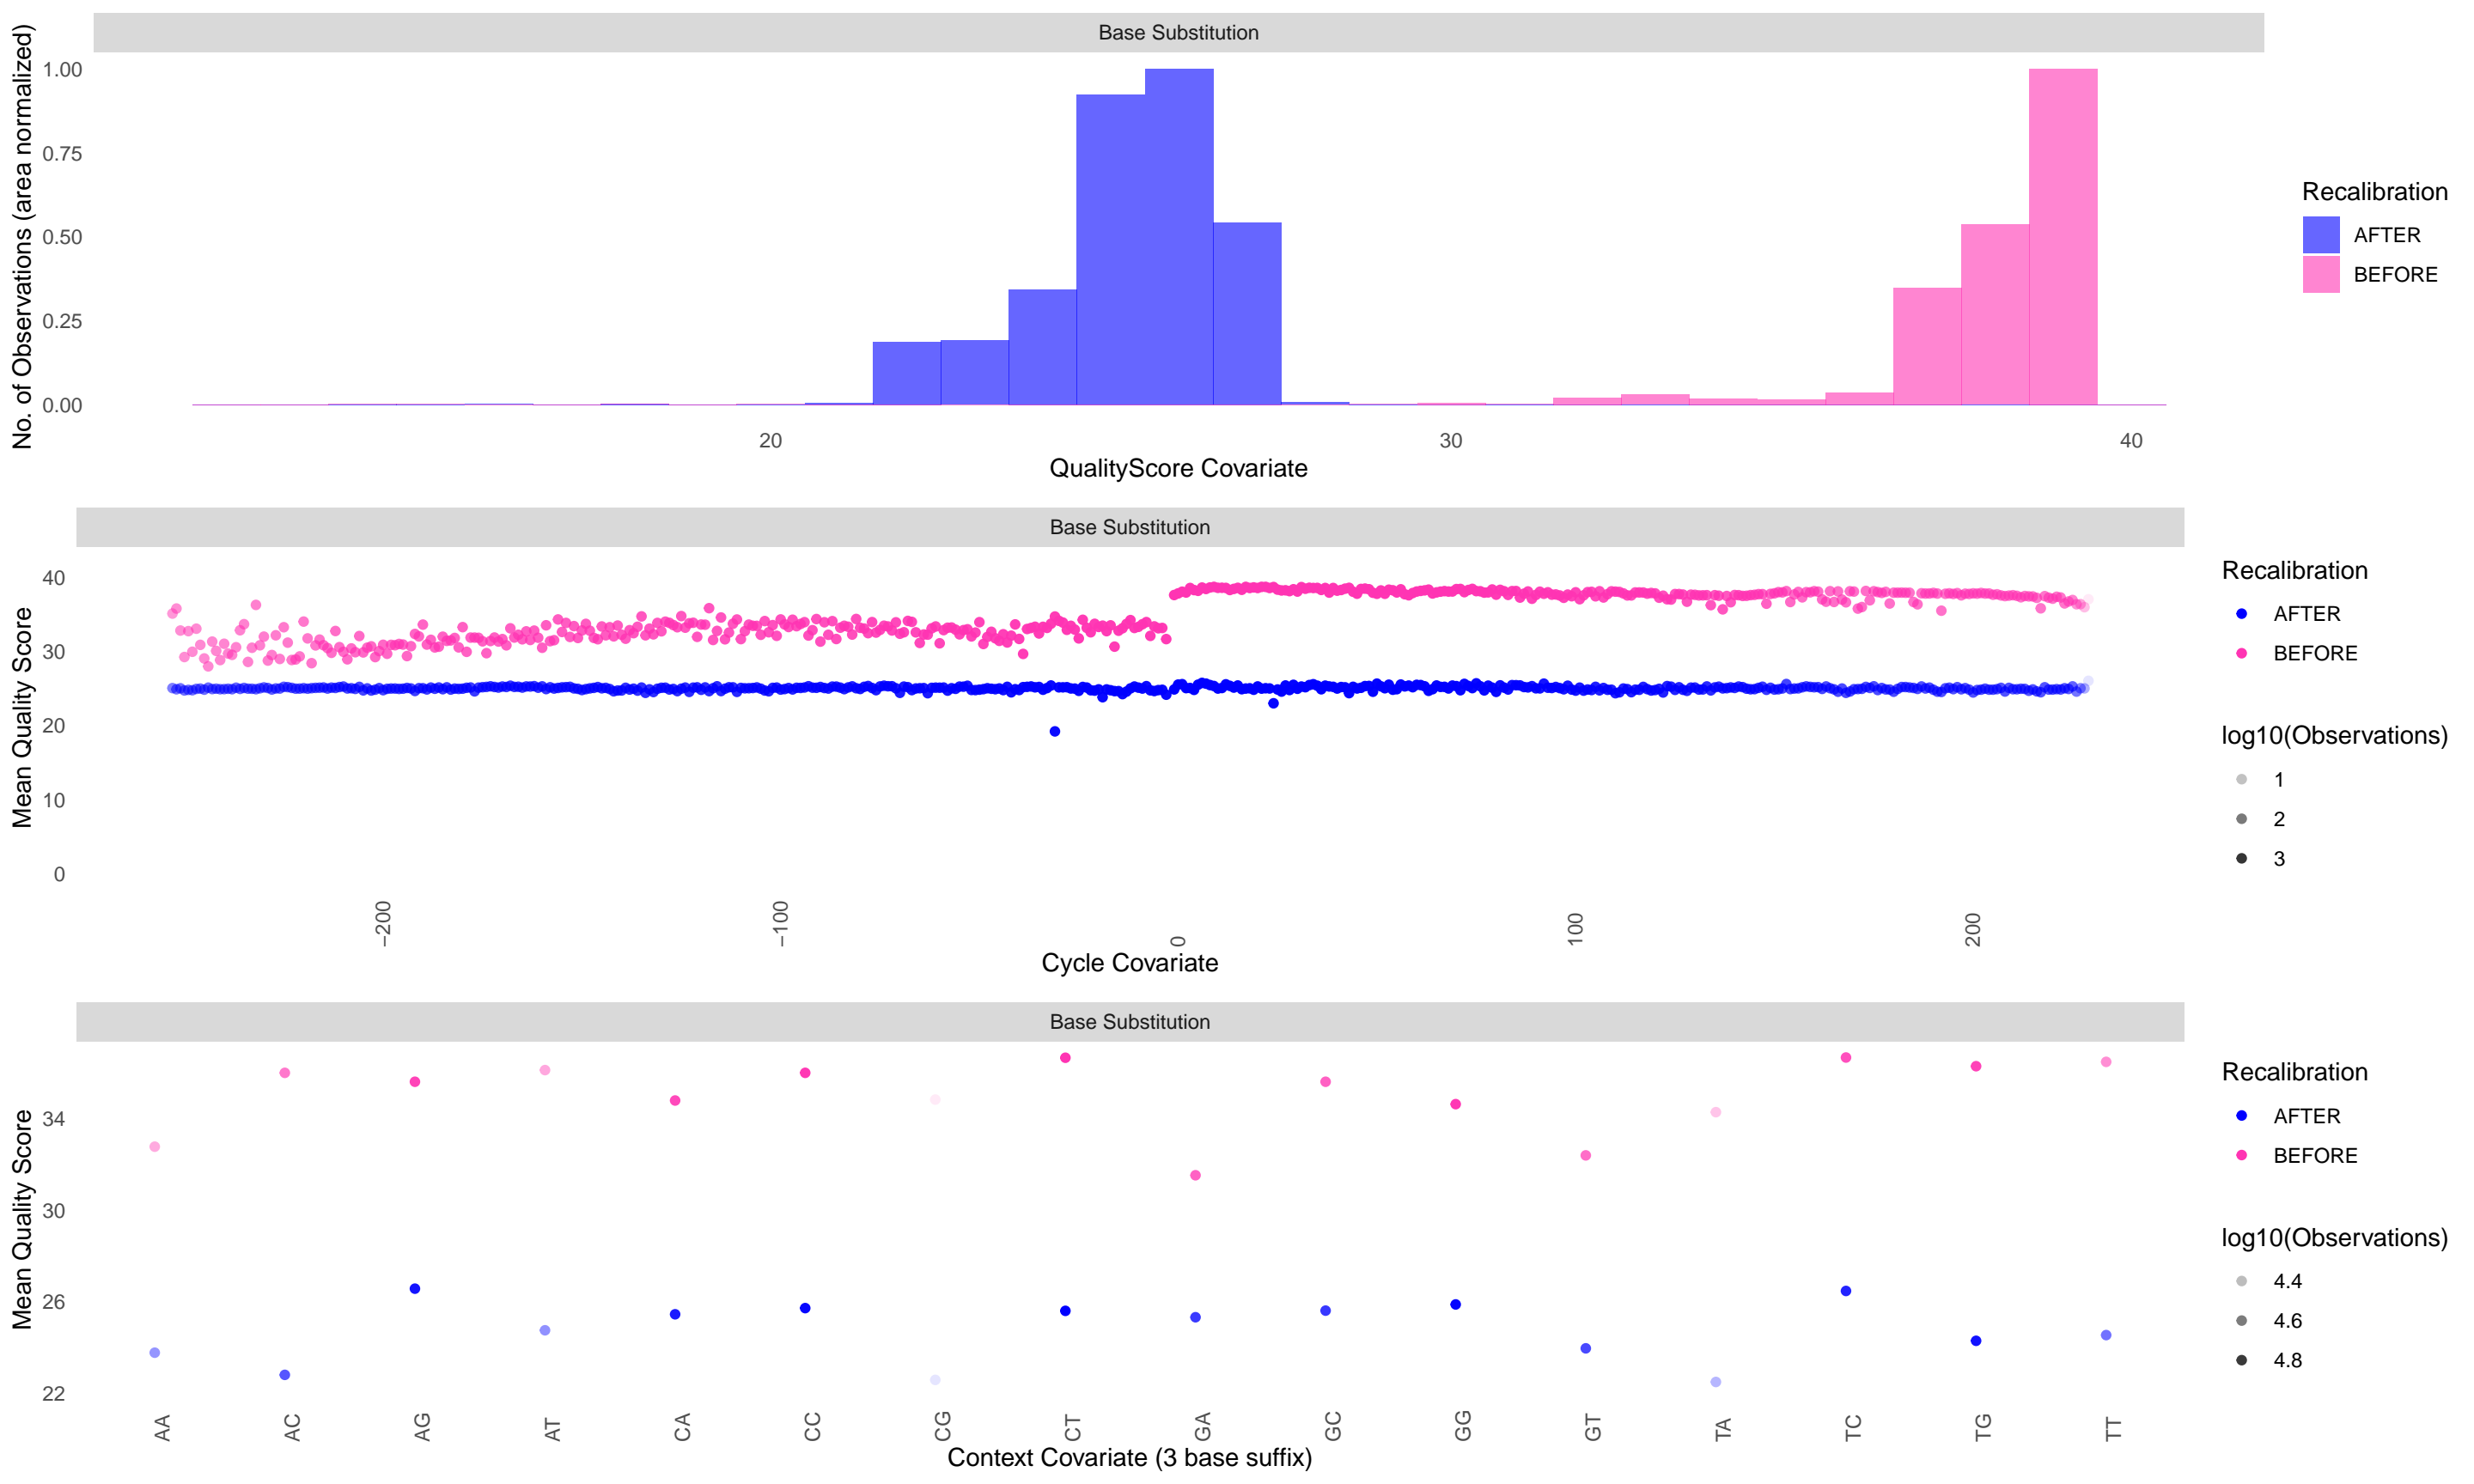 Base Substitution
No. of Observations (area normalized)
1.00
0.75
0.50
0.25
0.00
20 30 40
QualityScore Covariate
Recalibration
AFTER
BEFORE
Base Substitution
Mean Quality Score
40
30
20
10
0
−200 −100 0 100 200
Cycle Covariate
Recalibration
AFTER
BEFORE
log10(Observations)
1
2
3
Base Substitution
Mean Quality Score
34
30
26
22
AA AC AG AT CA CC CG CT GA GC GG GT TA TC TG TT
Context Covariate (3 base suffix)
Recalibration
AFTER
BEFORE
log10(Observations)
4.4
4.6
4.8